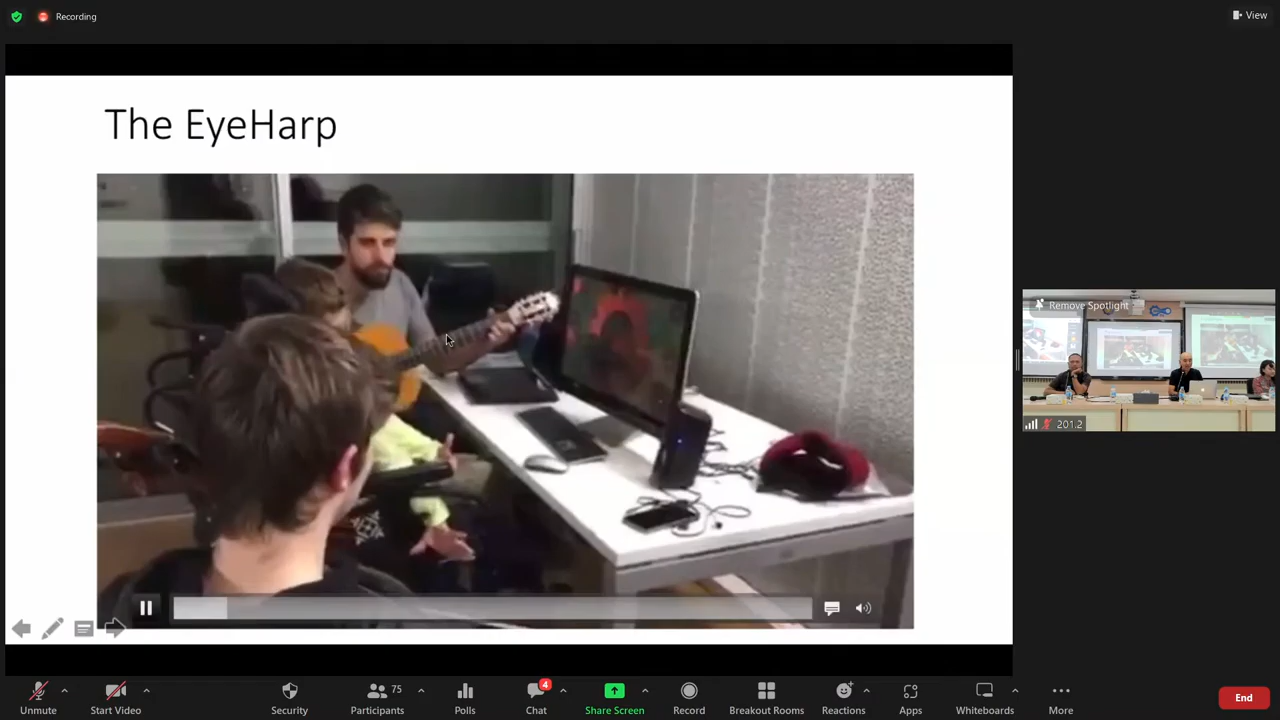 Recording
View
The EyeHarp
Remove Spotlight
201.2
Unmute
Start Video
Security
75
Participants
Polls
4
Chat
Share Screen
Record
Breakout Rooms
Reactions
Apps
Whiteboards
More
End